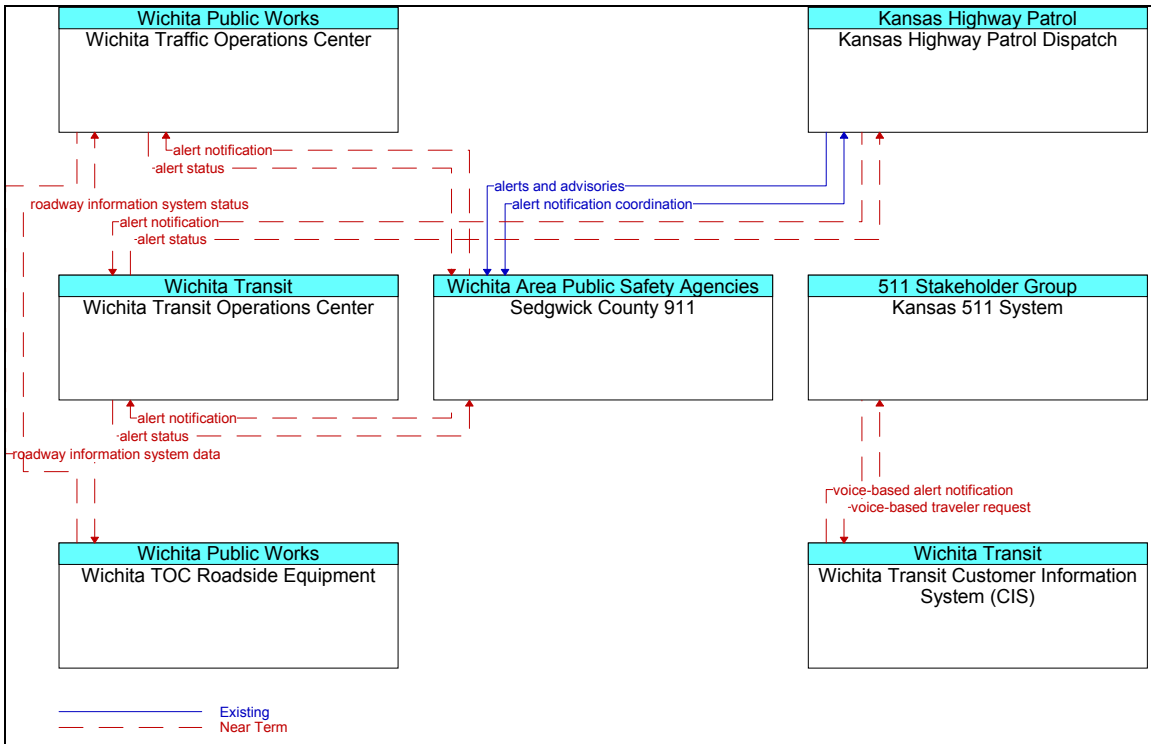 Wichita Public Works
Wichita Traffic Operations Center
Kansas Highway Patrol
Kansas Highway Patrol Dispatch
alert notification
alert status
alerts and advisories
roadway information system status
alert notification coordination
alert notification
alert status
Wichita Transit
Wichita Transit Operations Center
Wichita Area Public Safety Agencies
Sedgwick County 911
511 Stakeholder Group
Kansas 511 System
alert notification
alert status
roadway information system data
voice-based alert notification
voice-based traveler request
Wichita Public Works
Wichita TOC Roadside Equipment
Wichita Transit
Wichita Transit Customer Information
System (CIS)
Existing
Near Term